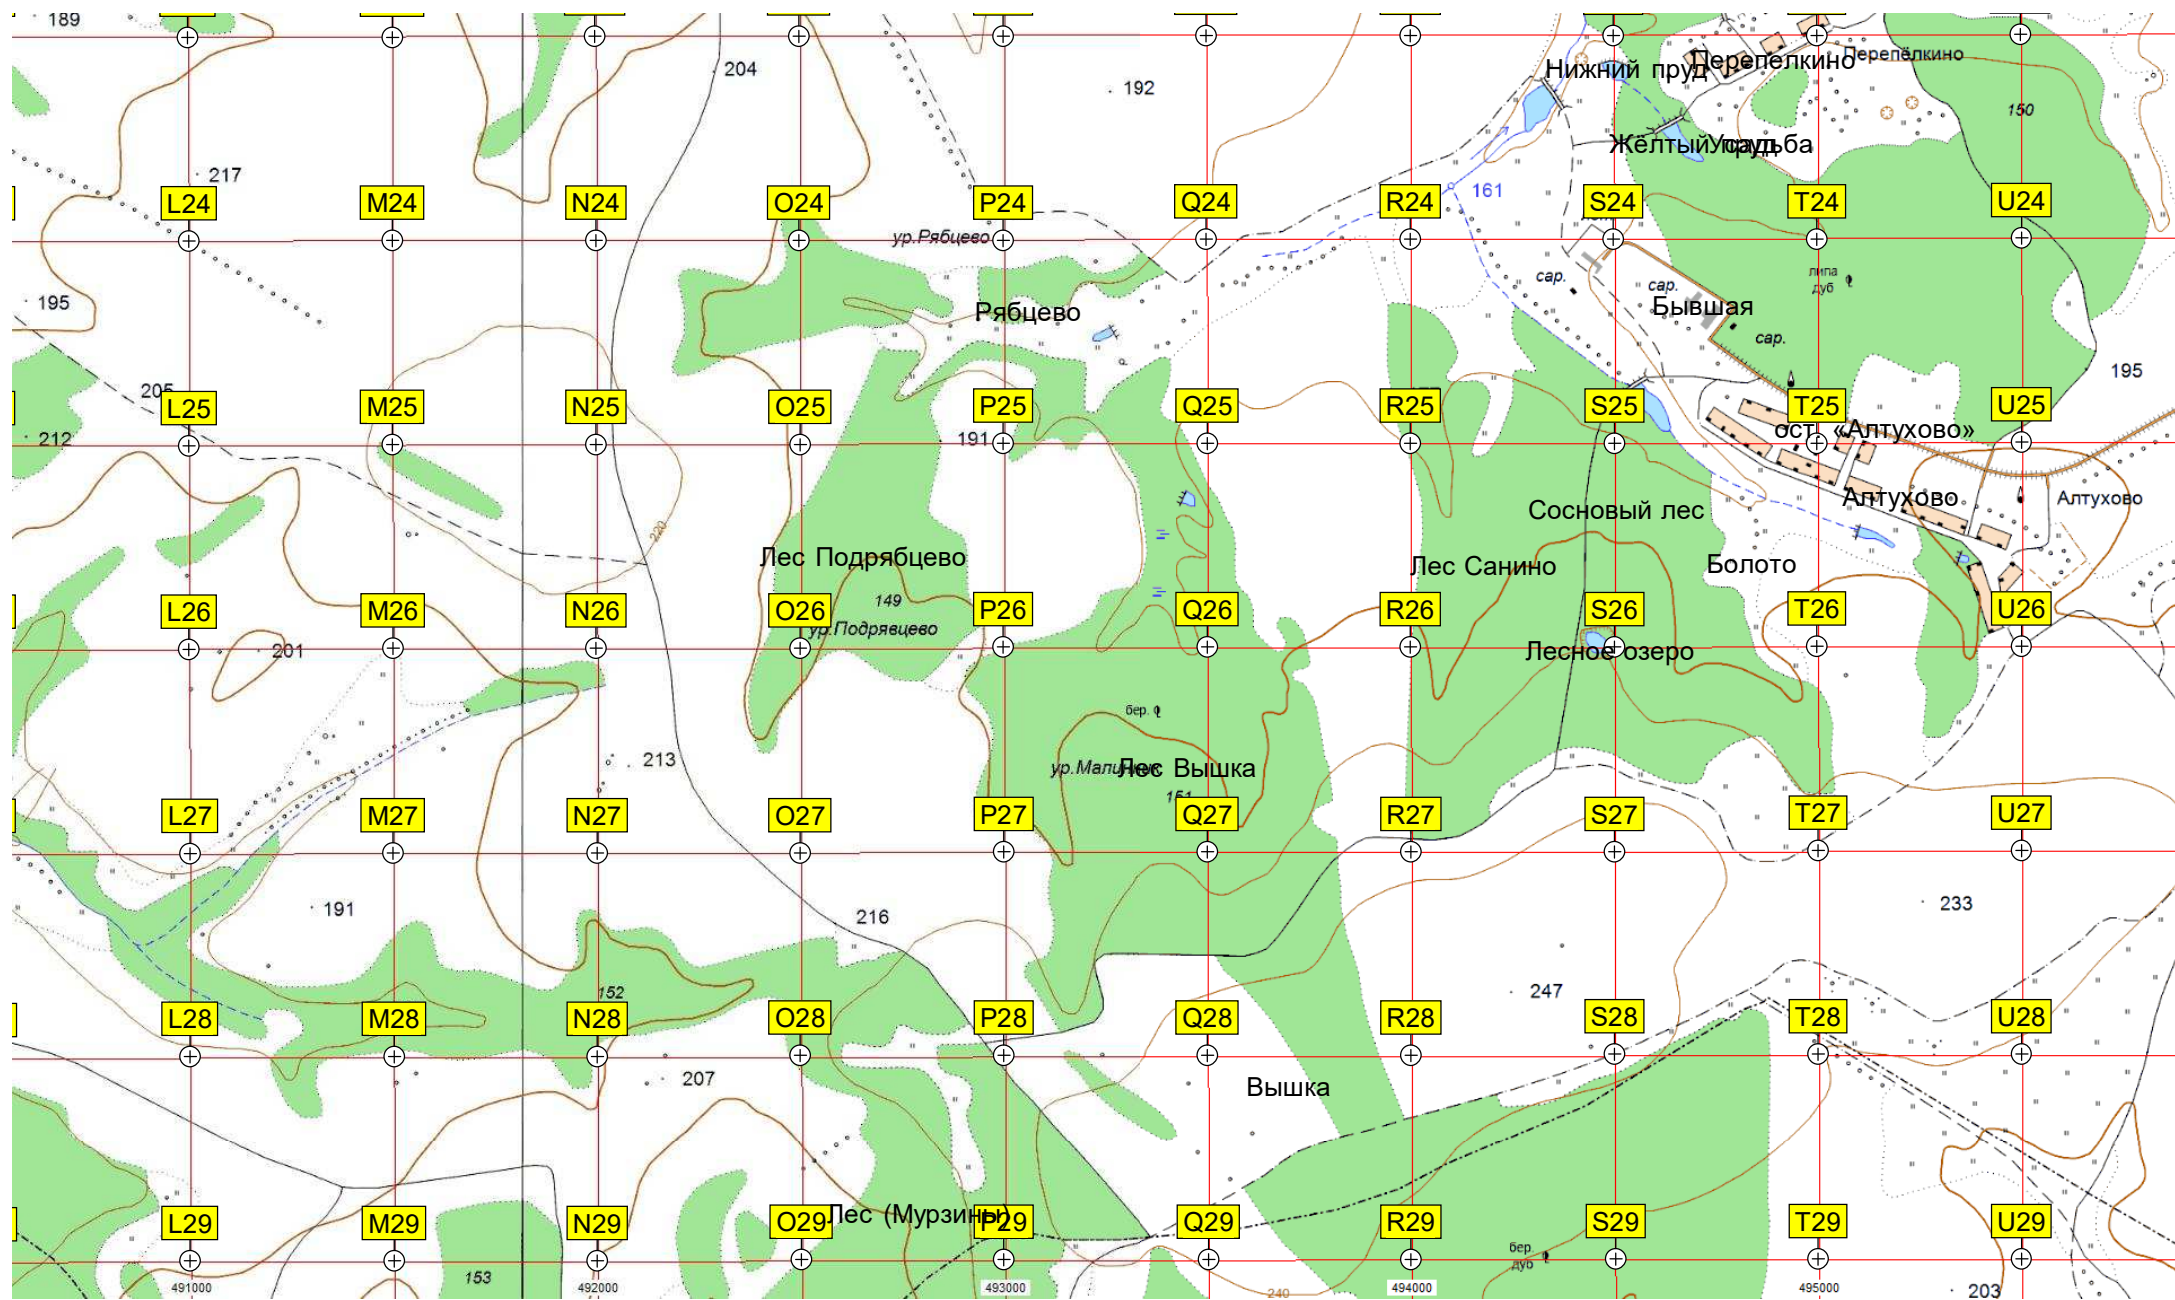 189
204
192
Нижний пруд
Перепёлкино
Перепёлкино
150
Жёлтый пруд
Усадьба
217
161
L24
M24
N24
O24
P24
Q24
R24
S24
T24
U24
ур.Рябцево
195
Рябцево
сар.
сар.
липа
дуб
Бывшая
сар.
195
205
L25
M25
N25
O25
P25
Q25
R25
S25
T25
U25
212
191
ост. «Алтухово»
Алтухово
Алтухово
Сосновый лес
220
Лес Подрябцево
Лес Санино
Болото
149
L26
M26
N26
O26
P26
Q26
R26
S26
T26
U26
ур.Подрявцево
201
Лесное озеро
бер.
213
Лес Вышка
151
L27
M27
N27
O27
P27
Q27
R27
S27
T27
U27
191
216
233
152
247
L28
M28
N28
O28
P28
Q28
R28
S28
T28
U28
207
Вышка
L29
M29
N29
O29
Лес (Мурзины)
P29
Q29
R29
S29
T29
U29
бер.
дуб
153
491000
492000
493000
240
494000
495000
203